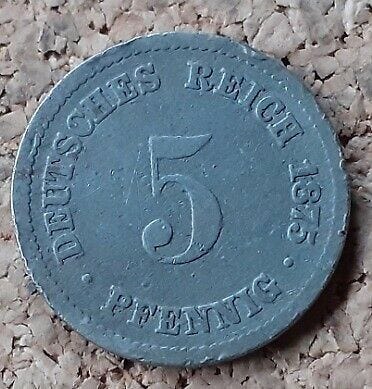 · DEUTSCHES REICH 1875 ·
5
PFENNIG